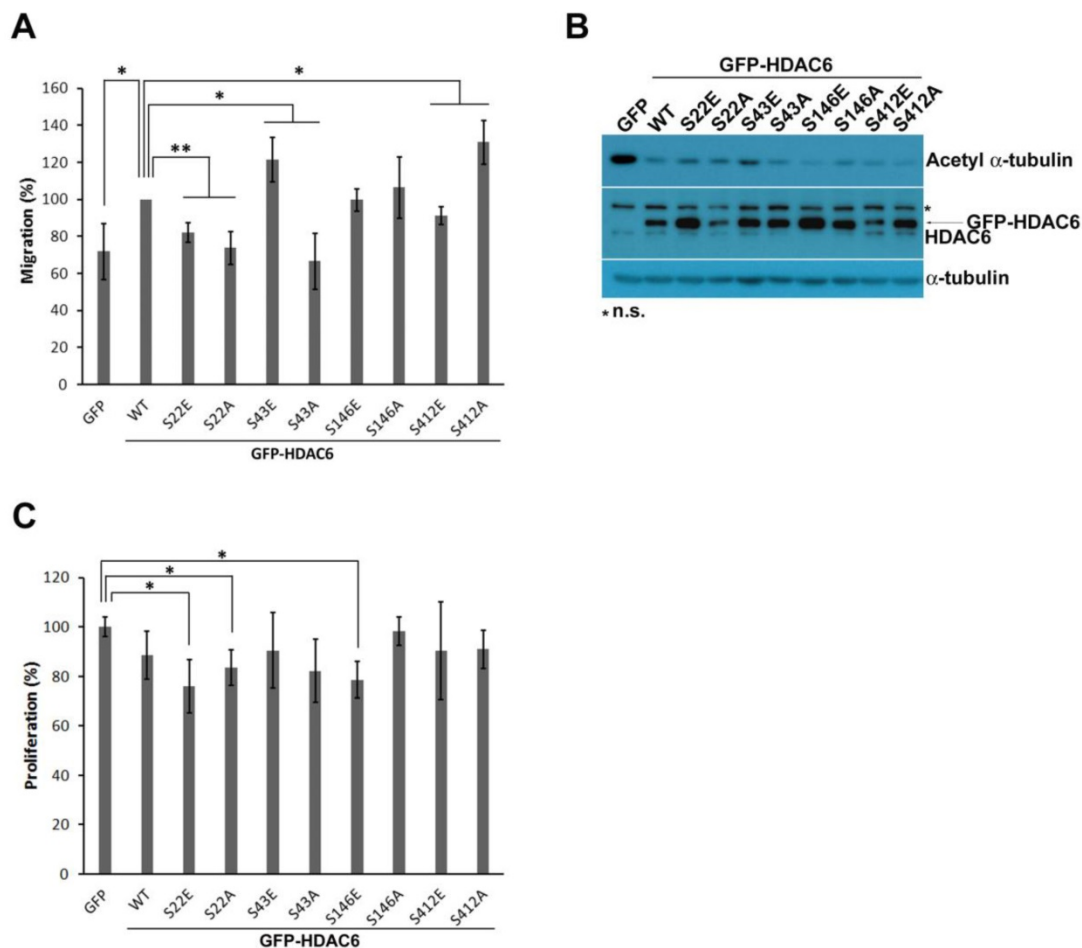 A
*
*
*
**
160
140
120
100
80
60
40
20
0
Migration (%)
GFP
WT
S22E
S22A
S43E
S43A
S146E
S146A
S412E
S412A
GFP-HDAC6
B
GFP-HDAC6
GFP
WT
S22E
S22A
S43E
S43A
S146E
S146A
S412E
S412A
Acetyl α-tubulin
*
GFP-HDAC6
HDAC6
α-tubulin
* n.s.
C
*
*
*
120
100
80
60
40
20
0
Proliferation (%)
GFP
WT
S22E
S22A
S43E
S43A
S146E
S146A
S412E
S412A
GFP-HDAC6